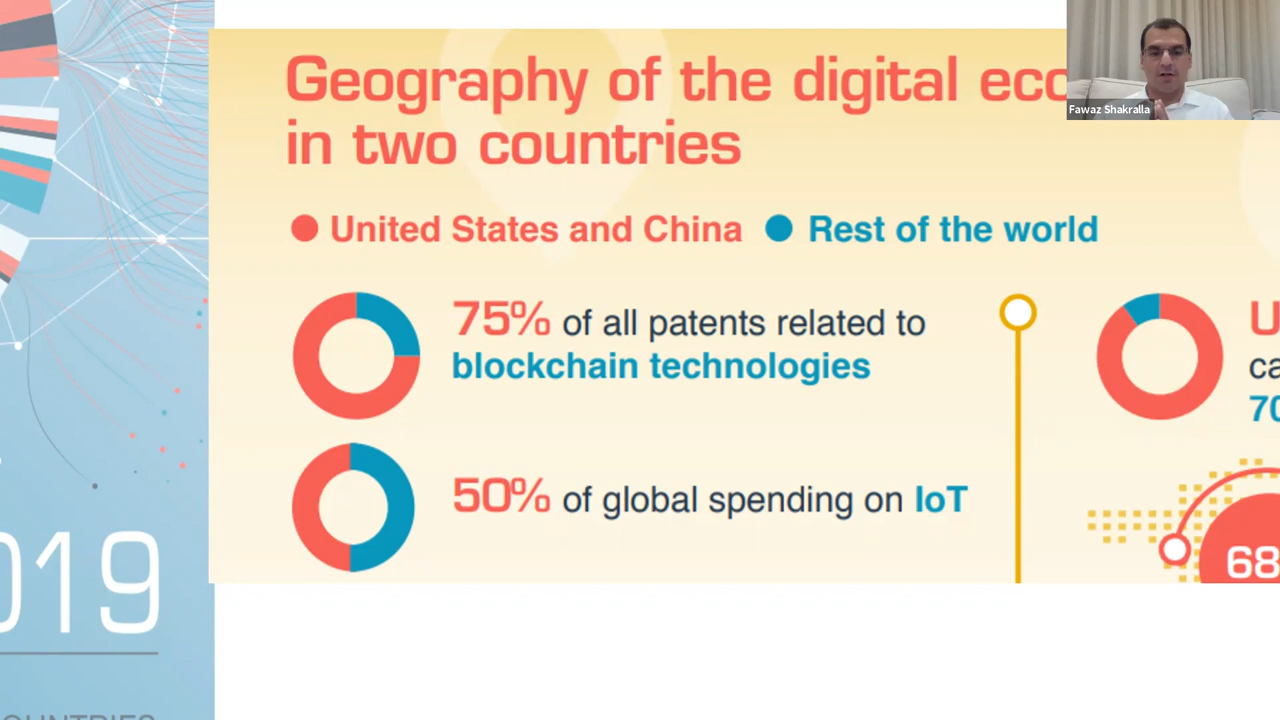 Geography of the digital
in two countries
Fawaz Shakralla
United States and China
Rest of the world
75% of all patents related to
blockchain technologies
50% of global spending on IoT
68
019